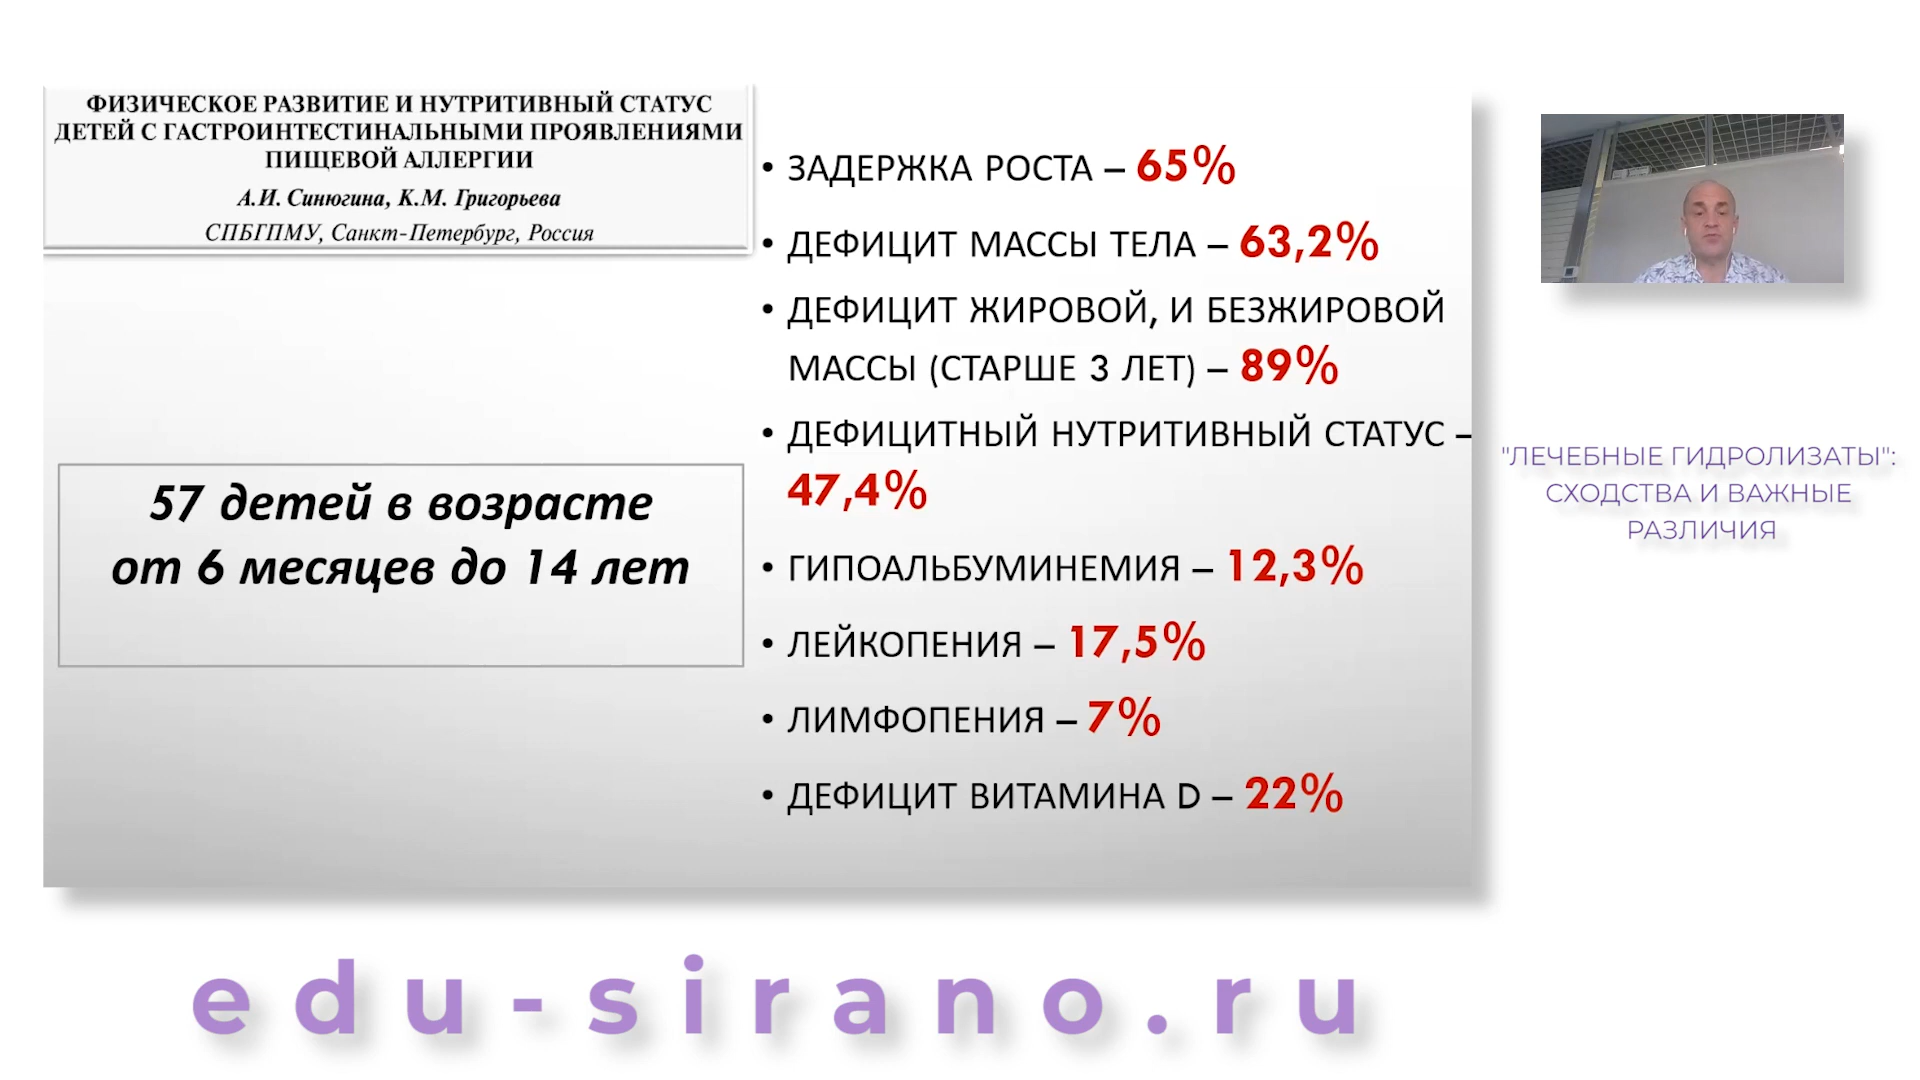 ФИЗИЧЕСКОЕ РАЗВИТИЕ И НУТРИТИВНЫЙ СТАТУС
ДЕТЕЙ С ГАСТРОИНТЕСТИНАЛЬНЫМИ ПРОЯВЛЕНИЯМИ
ПИЩЕВОЙ АЛЛЕРГИИ
А.И. Синюгина, К.М. Григорьева
СПБГПМУ, Санкт-Петербург, Россия
57 детей в возрасте
от 6 месяцев до 14 лет
• ЗАДЕРЖКА РОСТА – 65%
• ДЕФИЦИТ МАССЫ ТЕЛА – 63,2%
• ДЕФИЦИТ ЖИРОВОЙ, И БЕЗЖИРОВОЙ
МАССЫ (СТАРШЕ 3 ЛЕТ) – 89%
• ДЕФИЦИТНЫЙ НУТРИТИВНЫЙ СТАТУС –
47,4%
• ГИПОАЛЬБУМИНЕМИЯ – 12,3%
• ЛЕЙКОПЕНИЯ – 17,5%
• ЛИМФОПЕНИЯ – 7%
• ДЕФИЦИТ ВИТАМИНА D – 22%
"ЛЕЧЕБНЫЕ ГИДРОЛИЗАТЫ":
СХОДСТВА И ВАЖНЫЕ
РАЗЛИЧИЯ
edu-sirano.ru